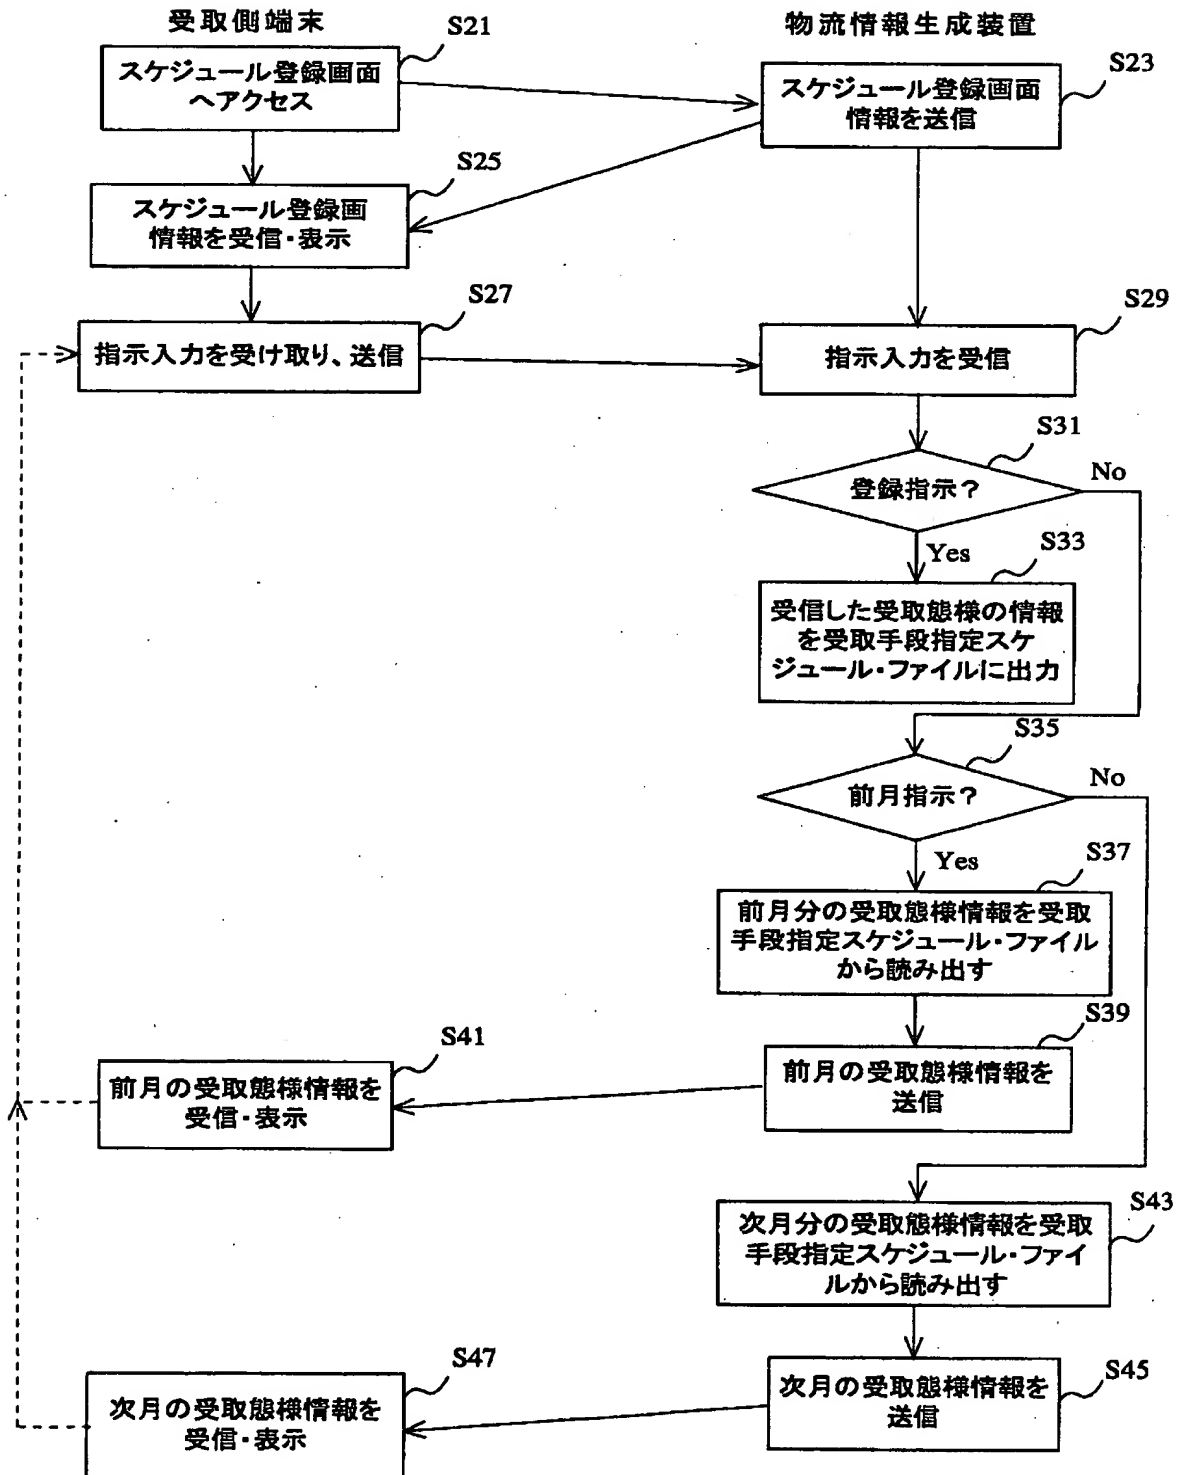 受取側端末
物流情報生成装置
S21
スケジュール登録画面
へアクセス
S23
スケジュール登録画面
情報を送信
S25
スケジュール登録画
情報を受信・表示
S27
指示入力を受け取り、送信
S29
指示入力を受信
S31
登録指示?
No
Yes
S33
受信した受取態様の情報
を受取手段指定スケ
ジュール・ファイルに出力
S35
前月指示?
No
Yes
S37
前月分の受取態様情報を受取
手段指定スケジュール・ファイル
から読み出す
S39
前月の受取態様情報を
送信
S41
前月の受取態様情報を
受信・表示
S43
次月分の受取態様情報を受取
手段指定スケジュール・ファイ
ルから読み出す
S45
次月の受取態様情報を
送信
S47
次月の受取態様情報を
受信・表示